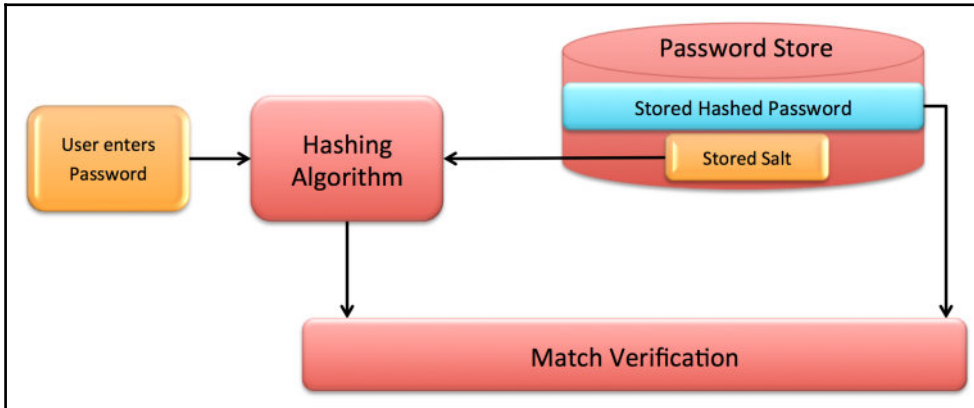 Password Store
Stored Hashed Password
User enters
Password
Hashing
Algorithm
Stored Salt
Match Verification